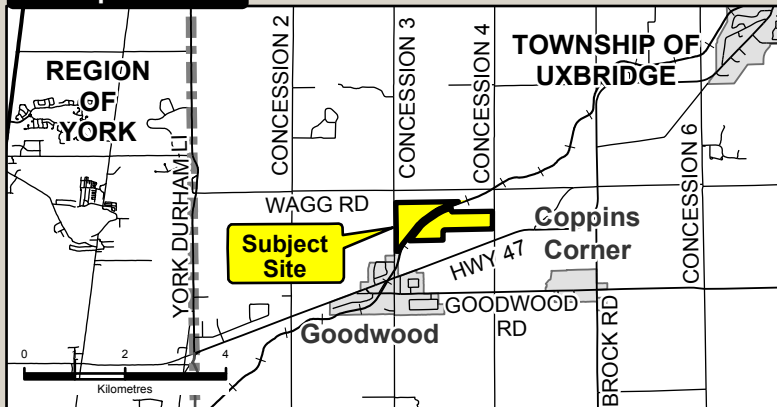 REGION
OF
YORK
YORK DURHAM LI
CONCESSION 2
CONCESSION 3
CONCESSION 4
TOWNSHIP OF
UXBRIDGE
CONCESSION 6
WAGG RD
Subject
Site
Coppins
Corner
HWY 47
GOODWOOD
RD
Goodwood
BROCK RD
0 2 4
Kilometres